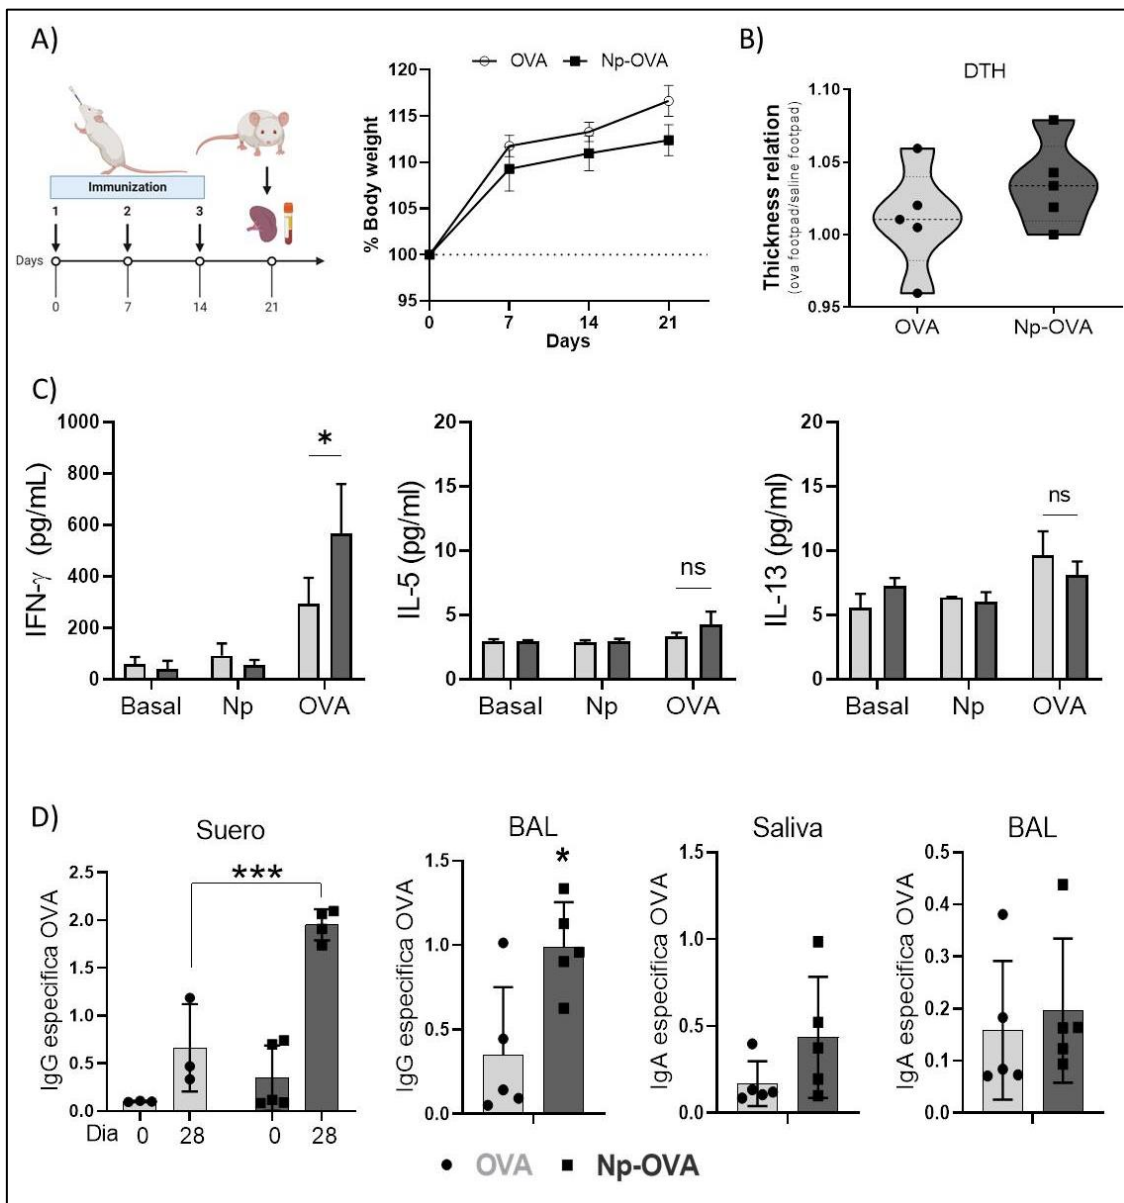 A)
Immunization
1 2 3
Days
0 7 14 21
OVA Np-OVA
120
115
110
105
100
95
% Body weight
0 7 14 21
Days
B)
DTH
1.10
1.05
1.00
0.95
Thickness relation
(ova footpad/saline footpad)
OVA Np-OVA
C)
1000
800
600
400
200
0
IFN-γ (pg/mL)
*
Basal Np OVA
20
15
10
5
0
IL-5 (pg/ml)
ns
Basal Np OVA
20
15
10
5
0
IL-13 (pg/ml)
ns
Basal Np OVA
D)
Suero
2.5
2.0
1.5
1.0
0.5
0.0
IgG especifica OVA
***
Dia 0 28 0 28
BAL
1.5
1.0
0.5
0.0
IgG especifica OVA
*
Saliva
1.5
1.0
0.5
0.0
IgA especifica OVA
BAL
0.5
0.4
0.3
0.2
0.1
0.0
IgA especifica OVA
OVA Np-OVA